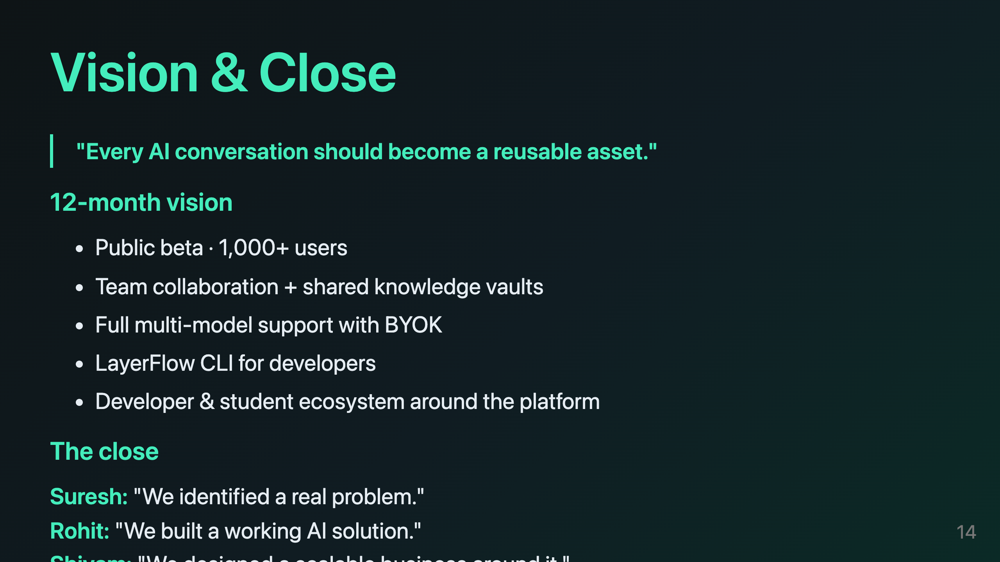 Vision & Close
"Every AI conversation should become a reusable asset."
12-month vision
• Public beta · 1,000+ users
• Team collaboration + shared knowledge vaults
• Full multi-model support with BYOK
• LayerFlow CLI for developers
• Developer & student ecosystem around the platform
The close
Suresh: "We identified a real problem."
Rohit: "We built a working AI solution."
Shivam: "We designed a scalable business around it."
14